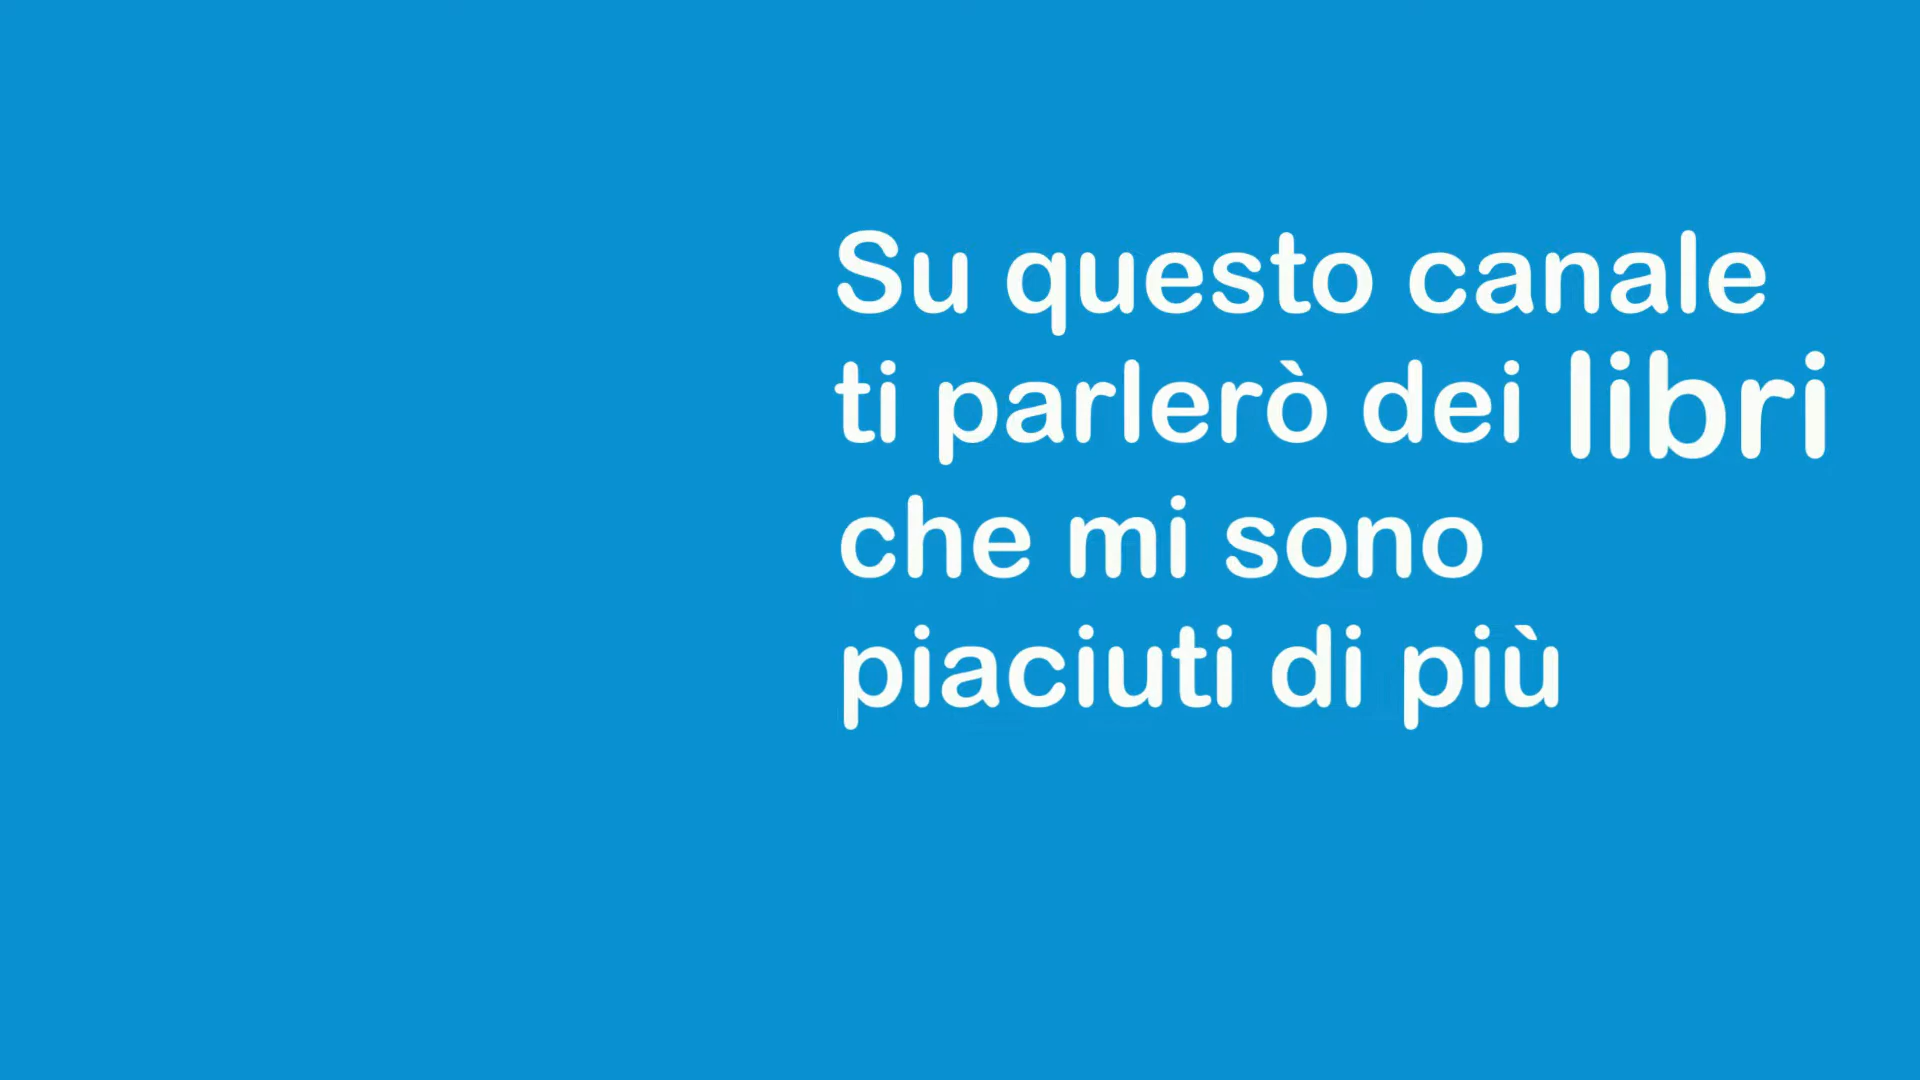 Su questo canale
ti parlerò dei libri
che mi sono
piaciuti di più